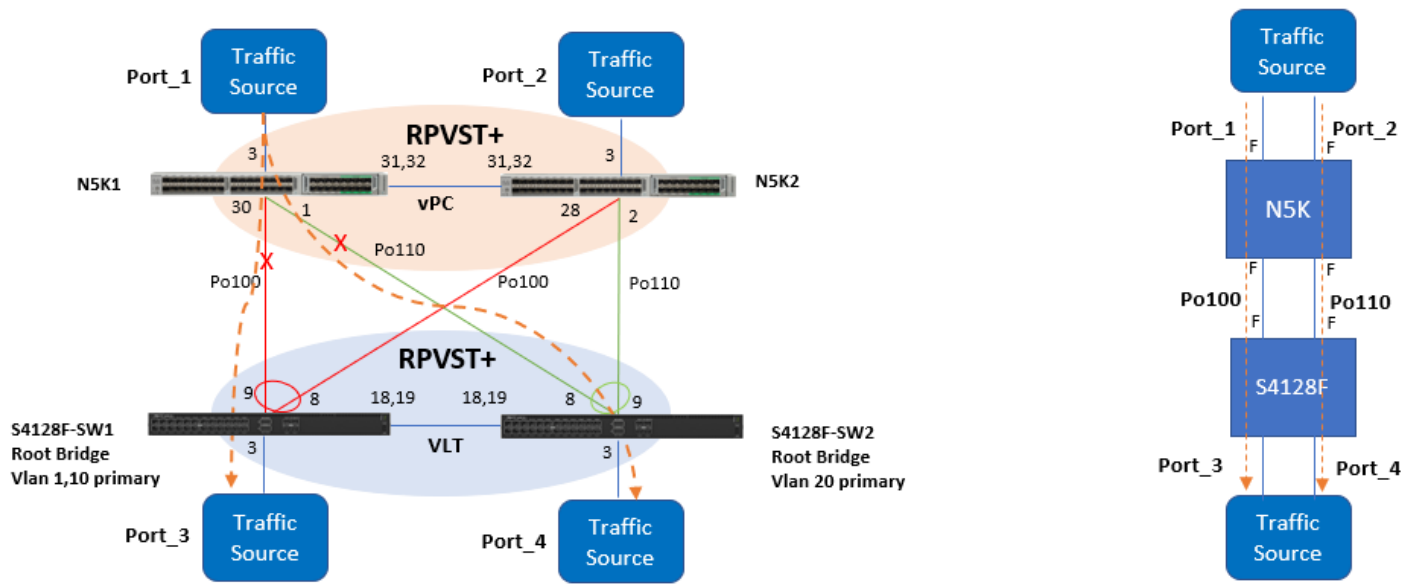 Traffic
Source
Port_1
Traffic
Source
Port_2
RPVST+
3
31,32
31,32
3
N5K1
N5K2
vPC
30
1
28
2
X
X
Po110
Po100
Po100
Po110
RPVST+
9
8
18,19
18,19
8
9
S4128F-SW1
Root Bridge
Vlan 1,10 primary
3
VLT
3
S4128F-SW2
Root Bridge
Vlan 20 primary
Port_3
Traffic
Source
Port_4
Traffic
Source
Traffic
Source
Port_1
Port_2
F
F
N5K
F
F
Po100
Po110
F
F
S4128F
Port_3
Port_4
Traffic
Source